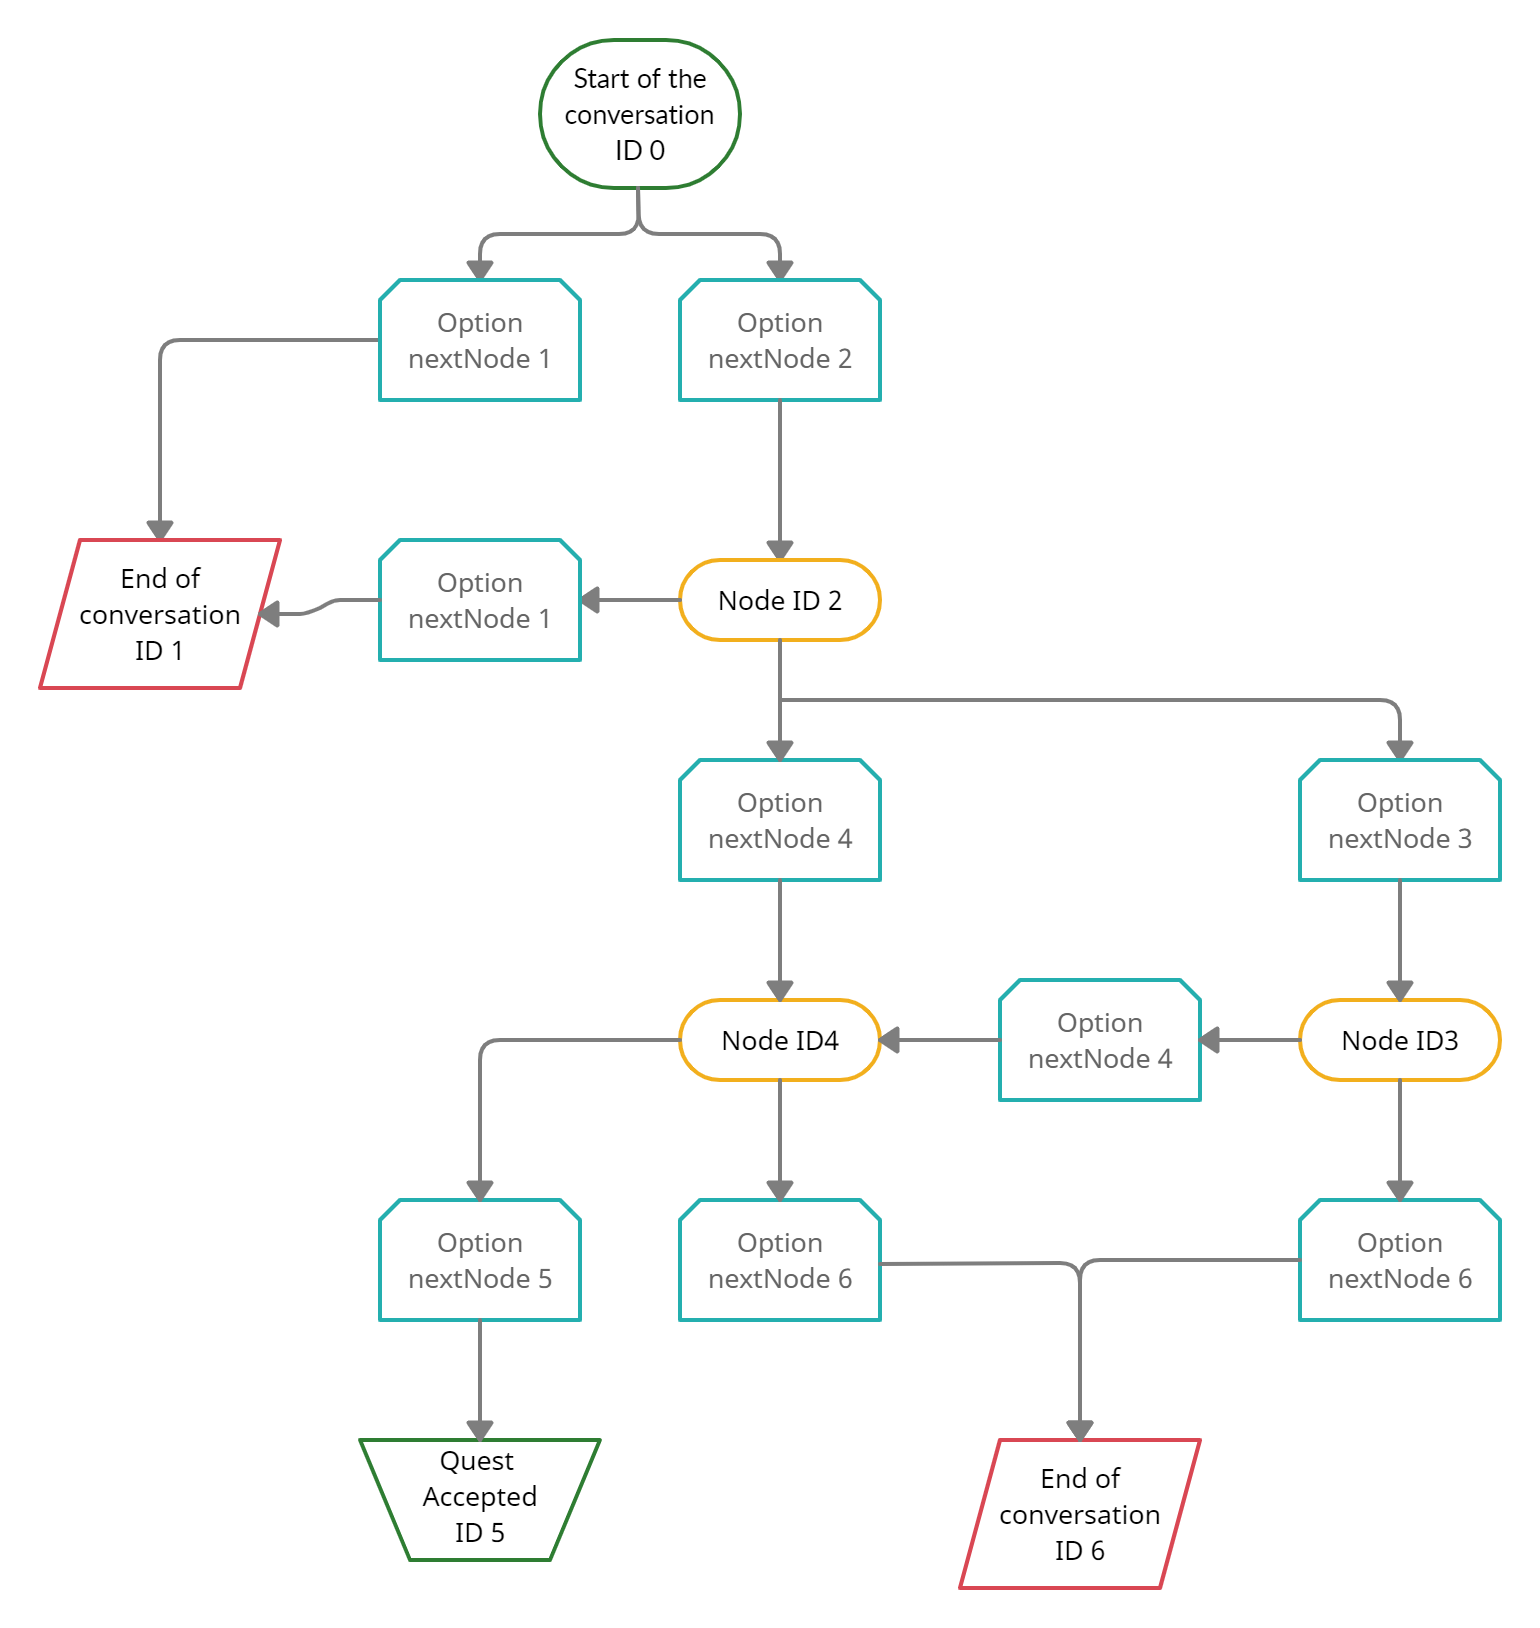 Start of the
conversation
ID 0
Option
nextNode 1
Option
nextNode 2
End of
conversation
ID 1
Option
nextNode 1
Node ID 2
Option
nextNode 4
Option
nextNode 3
Node ID4
Option
nextNode 4
Node ID3
Option
nextNode 5
Option
nextNode 6
Option
nextNode 6
Quest
Accepted
ID 5
End of
conversation
ID 6